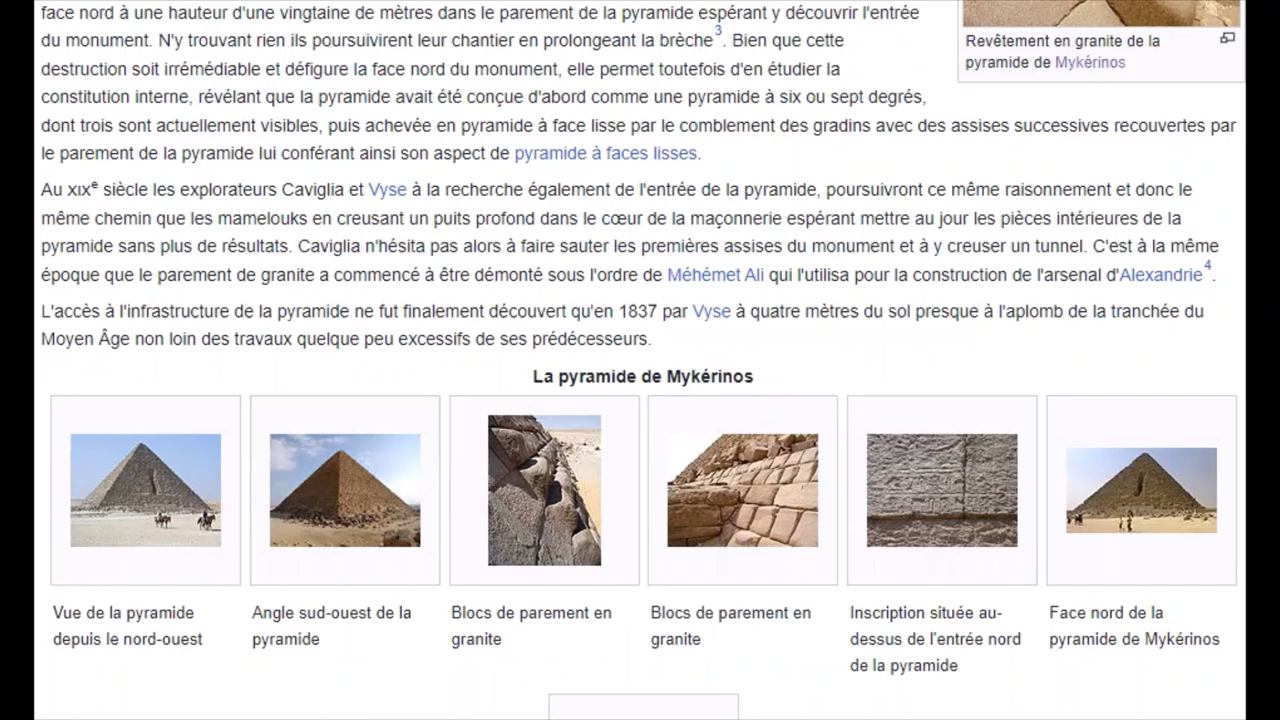 face nord à une hauteur d'une vingtaine de mètres dans le parement de la pyramide espérant y découvrir l'entrée
du monument. N'y trouvant rien ils poursuivirent leur chantier en prolongeant la brèche3. Bien que cette
destruction soit irrémédiable et défigure la face nord du monument, elle permet toutefois d'en étudier la
constitution interne, révélant que la pyramide avait été conçue d'abord comme une pyramide à six ou sept degrés,
dont trois sont actuellement visibles, puis achevée en pyramide à face lisse par le comblement des gradins avec des assises successives recouvertes par
le parement de la pyramide lui conférant ainsi son aspect de pyramide à faces lisses.
Revêtement en granite de la
pyramide de Mykérinos
Au XIXe siècle les explorateurs Caviglia et Vyse à la recherche également de l'entrée de la pyramide, poursuivront ce même raisonnement et donc le
même chemin que les mamelouks en creusant un puits profond dans le cœur de la maçonnerie espérant mettre au jour les pièces intérieures de la
pyramide sans plus de résultats. Caviglia n'hésita pas alors à faire sauter les premières assises du monument et à y creuser un tunnel. C'est à la même
époque que le parement de granite a commencé à être démonté sous l'ordre de Méhémet Ali qui l'utilisa pour la construction de l'arsenal d'Alexandrie4.
L'accès à l'infrastructure de la pyramide ne fut finalement découvert qu'en 1837 par Vyse à quatre mètres du sol presque à l'aplomb de la tranchée du
Moyen Âge non loin des travaux quelque peu excessifs de ses prédécesseurs.
La pyramide de Mykérinos
Vue de la pyramide
depuis le nord-ouest
Angle sud-ouest de la
pyramide
Blocs de parement en
granite
Blocs de parement en
granite
Inscription située au-
dessus de l'entrée nord
de la pyramide
Face nord de la
pyramide de Mykérinos